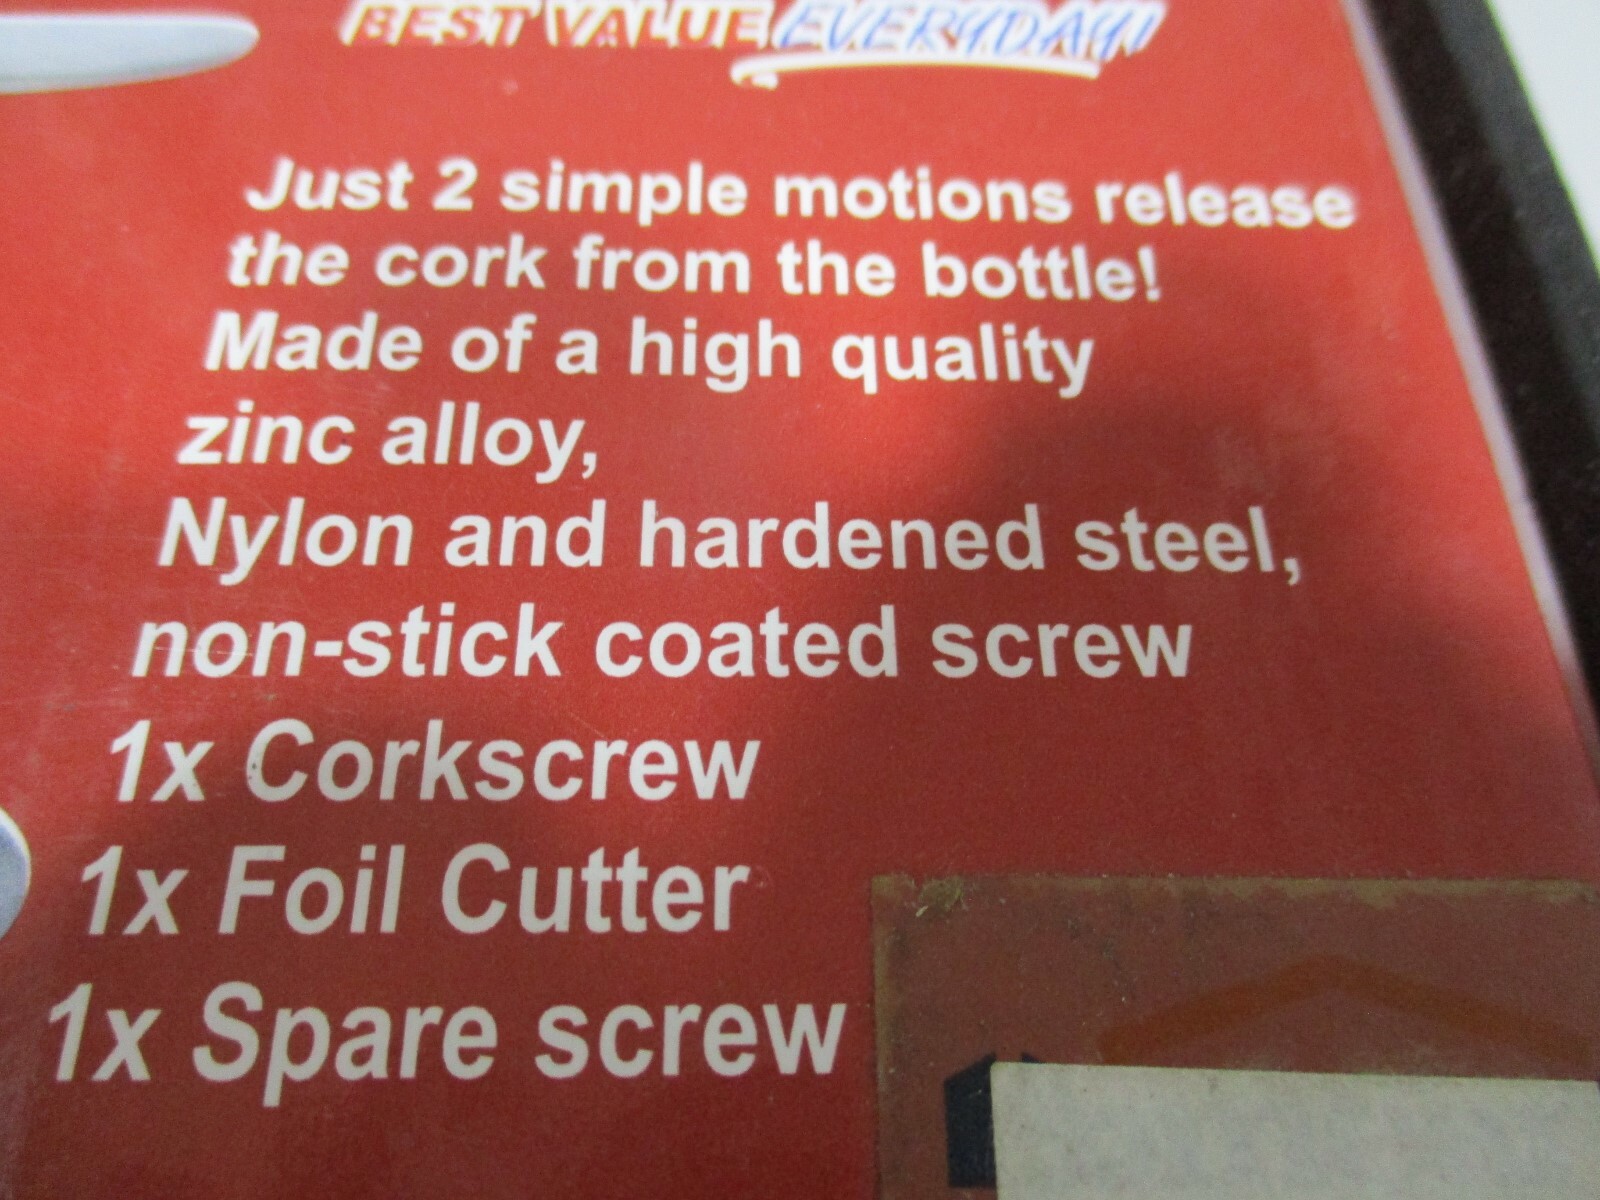 BEST VALUE EVERYDAY!
Just 2 simple motions release
the cork from the bottle!
Made of a high quality
zinc alloy,
Nylon and hardened steel,
non-stick coated screw
1x Corkscrew
1x Foil Cutter
1x Spare screw